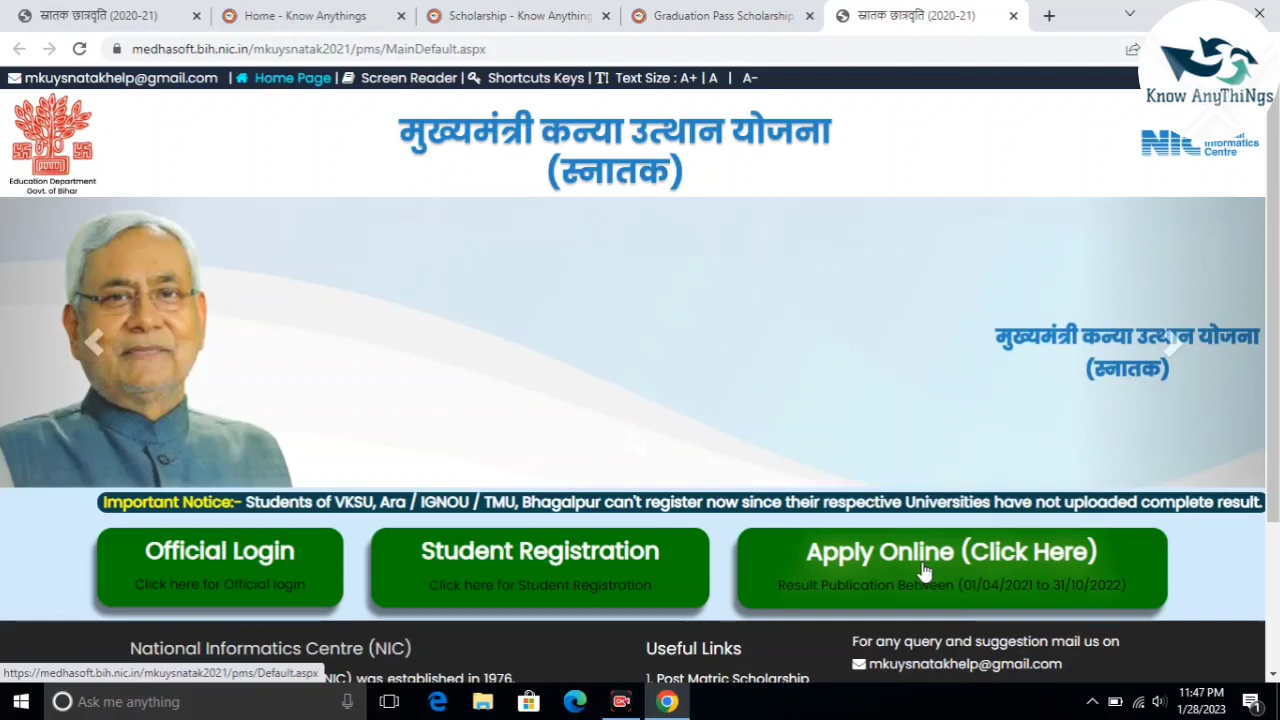 स्नातक छात्रवृति (2020-21)
Home - Know Anythings
Scholarship - Know Anything
Graduation Pass Scholarship
स्नातक छात्रवृति (2020-21)
medhasoft.bih.nic.in/mkuysnatak2021/pms/MainDefault.aspx
mkuysnatakhelp@gmail.com | Home Page | Screen Reader | Shortcuts Keys | Text Size : A+ | A | A-
Know AnyThiNgs
Education Department
Govt. of Bihar
मुख्यमंत्री कन्या उत्थान योजना
(स्नातक)
NIC
Informatics
Centre
मुख्यमंत्री कन्या उत्थान योजना
(स्नातक)
Important Notice:- Students of VKSU, Ara / IGNOU / TMU, Bhagalpur can't register now since their respective Universities have not uploaded complete result.
Official Login
Click here for Official login
Student Registration
Click here for Student Registration
Apply Online (Click Here)
Result Publication Between (01/04/2021 to 31/10/2022)
National Informatics Centre (NIC)
NIC) was established in 1976,
Useful Links
1. Post Matric Scholarship
For any query and suggestion mail us on
mkuysnatakhelp@gmail.com
https://medhasoft.bih.nic.in/mkuysnatak2021/pms/Default.aspx
Ask me anything
11:47 PM
1/28/2023
1